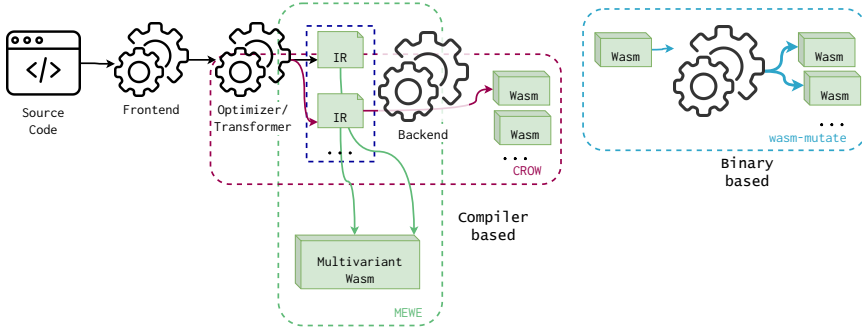 </>
Source
Code
Frontend
Optimizer/
Transformer
IR
IR
...
Backend
Wasm
Wasm
...
CROW
Multivariant
Wasm
MEWE
Compiler
based
Wasm
Wasm
Wasm
...
wasm-mutate
Binary
based